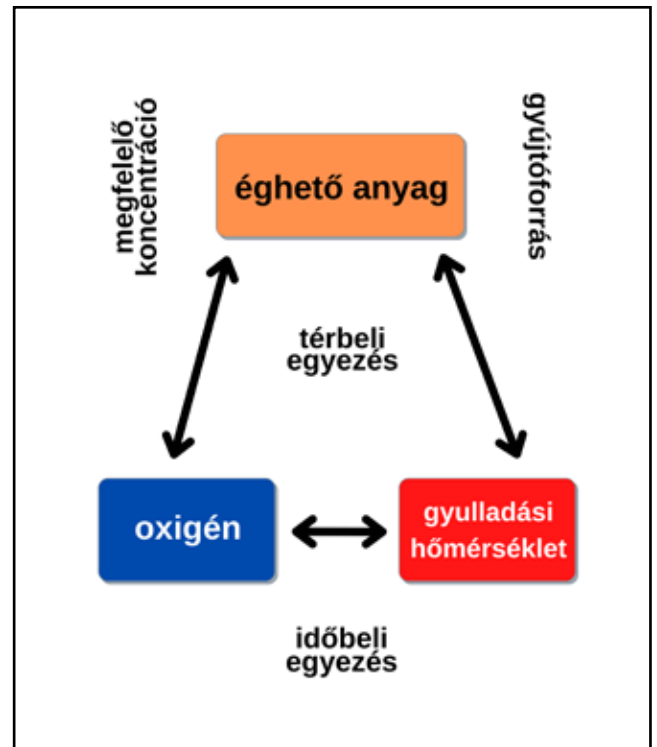 megfelelő
koncentráció
gyújtóforrás
éghető anyag
térbeli
egyezés
oxigén
gyulladási
hőmérséklet
időbeli
egyezés